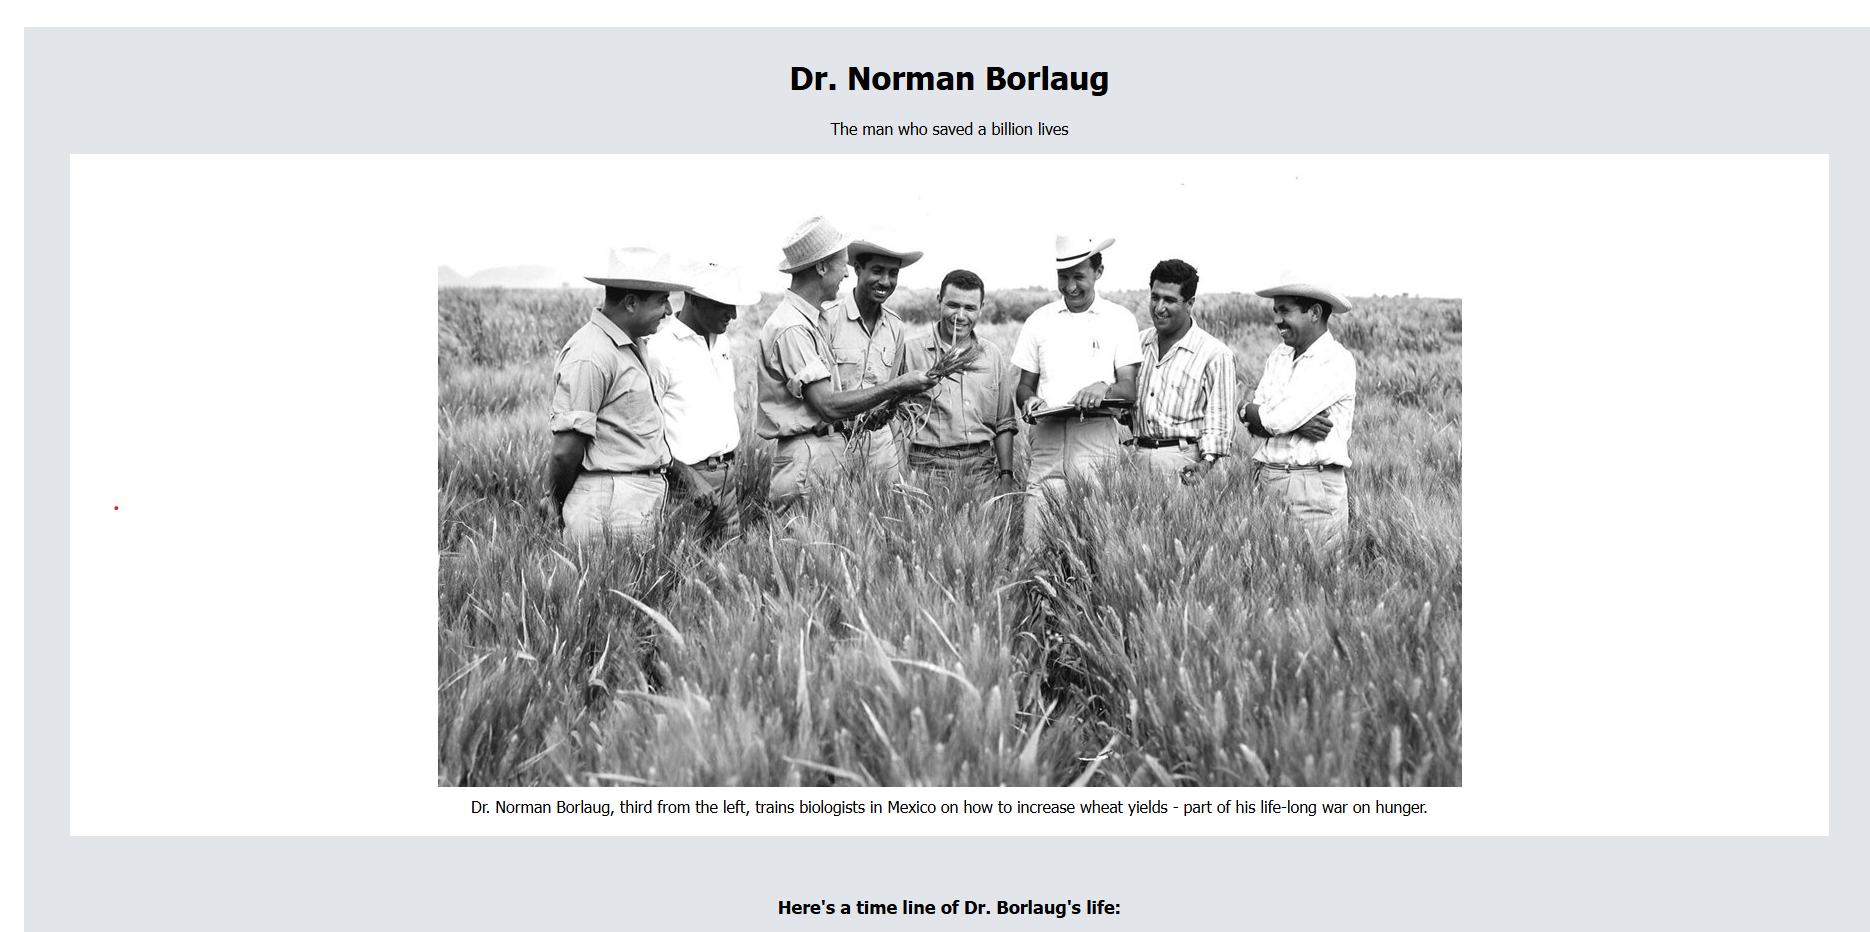 Dr. Norman Borlaug
The man who saved a billion lives
Dr. Norman Borlaug, third from the left, trains biologists in Mexico on how to increase wheat yields - part of his life-long war on hunger.
Here's a time line of Dr. Borlaug's life: